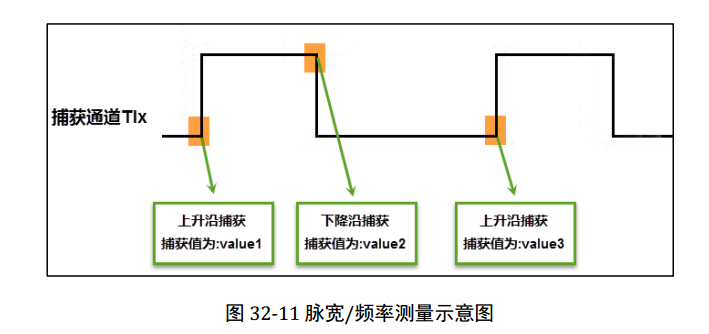 捕获通道TIx
上升沿捕获
捕获值为:value1
下降沿捕获
捕获值为:value2
上升沿捕获
捕获值为:value3
图 32-11 脉宽/频率测量示意图